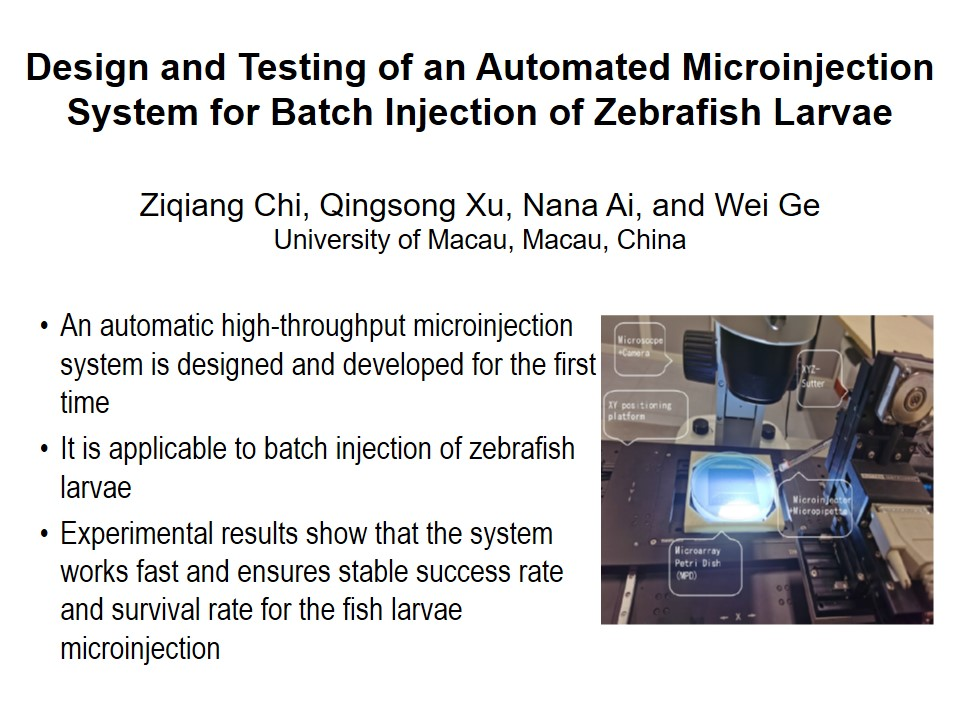 Design and Testing of an Automated Microinjection
System for Batch Injection of Zebrafish Larvae
Ziqiang Chi, Qingsong Xu, Nana Ai, and Wei Ge
University of Macau, Macau, China
• An automatic high-throughput microinjection
system is designed and developed for the first
time
• It is applicable to batch injection of zebrafish
larvae
• Experimental results show that the system
works fast and ensures stable success rate
and survival rate for the fish larvae
microinjection
Microscope
+Camera
XYZ-
Sutter
XY positioning
platform
Microinjector
+Micropipette
Microarray
Petri Dish
(MPD)
← X →